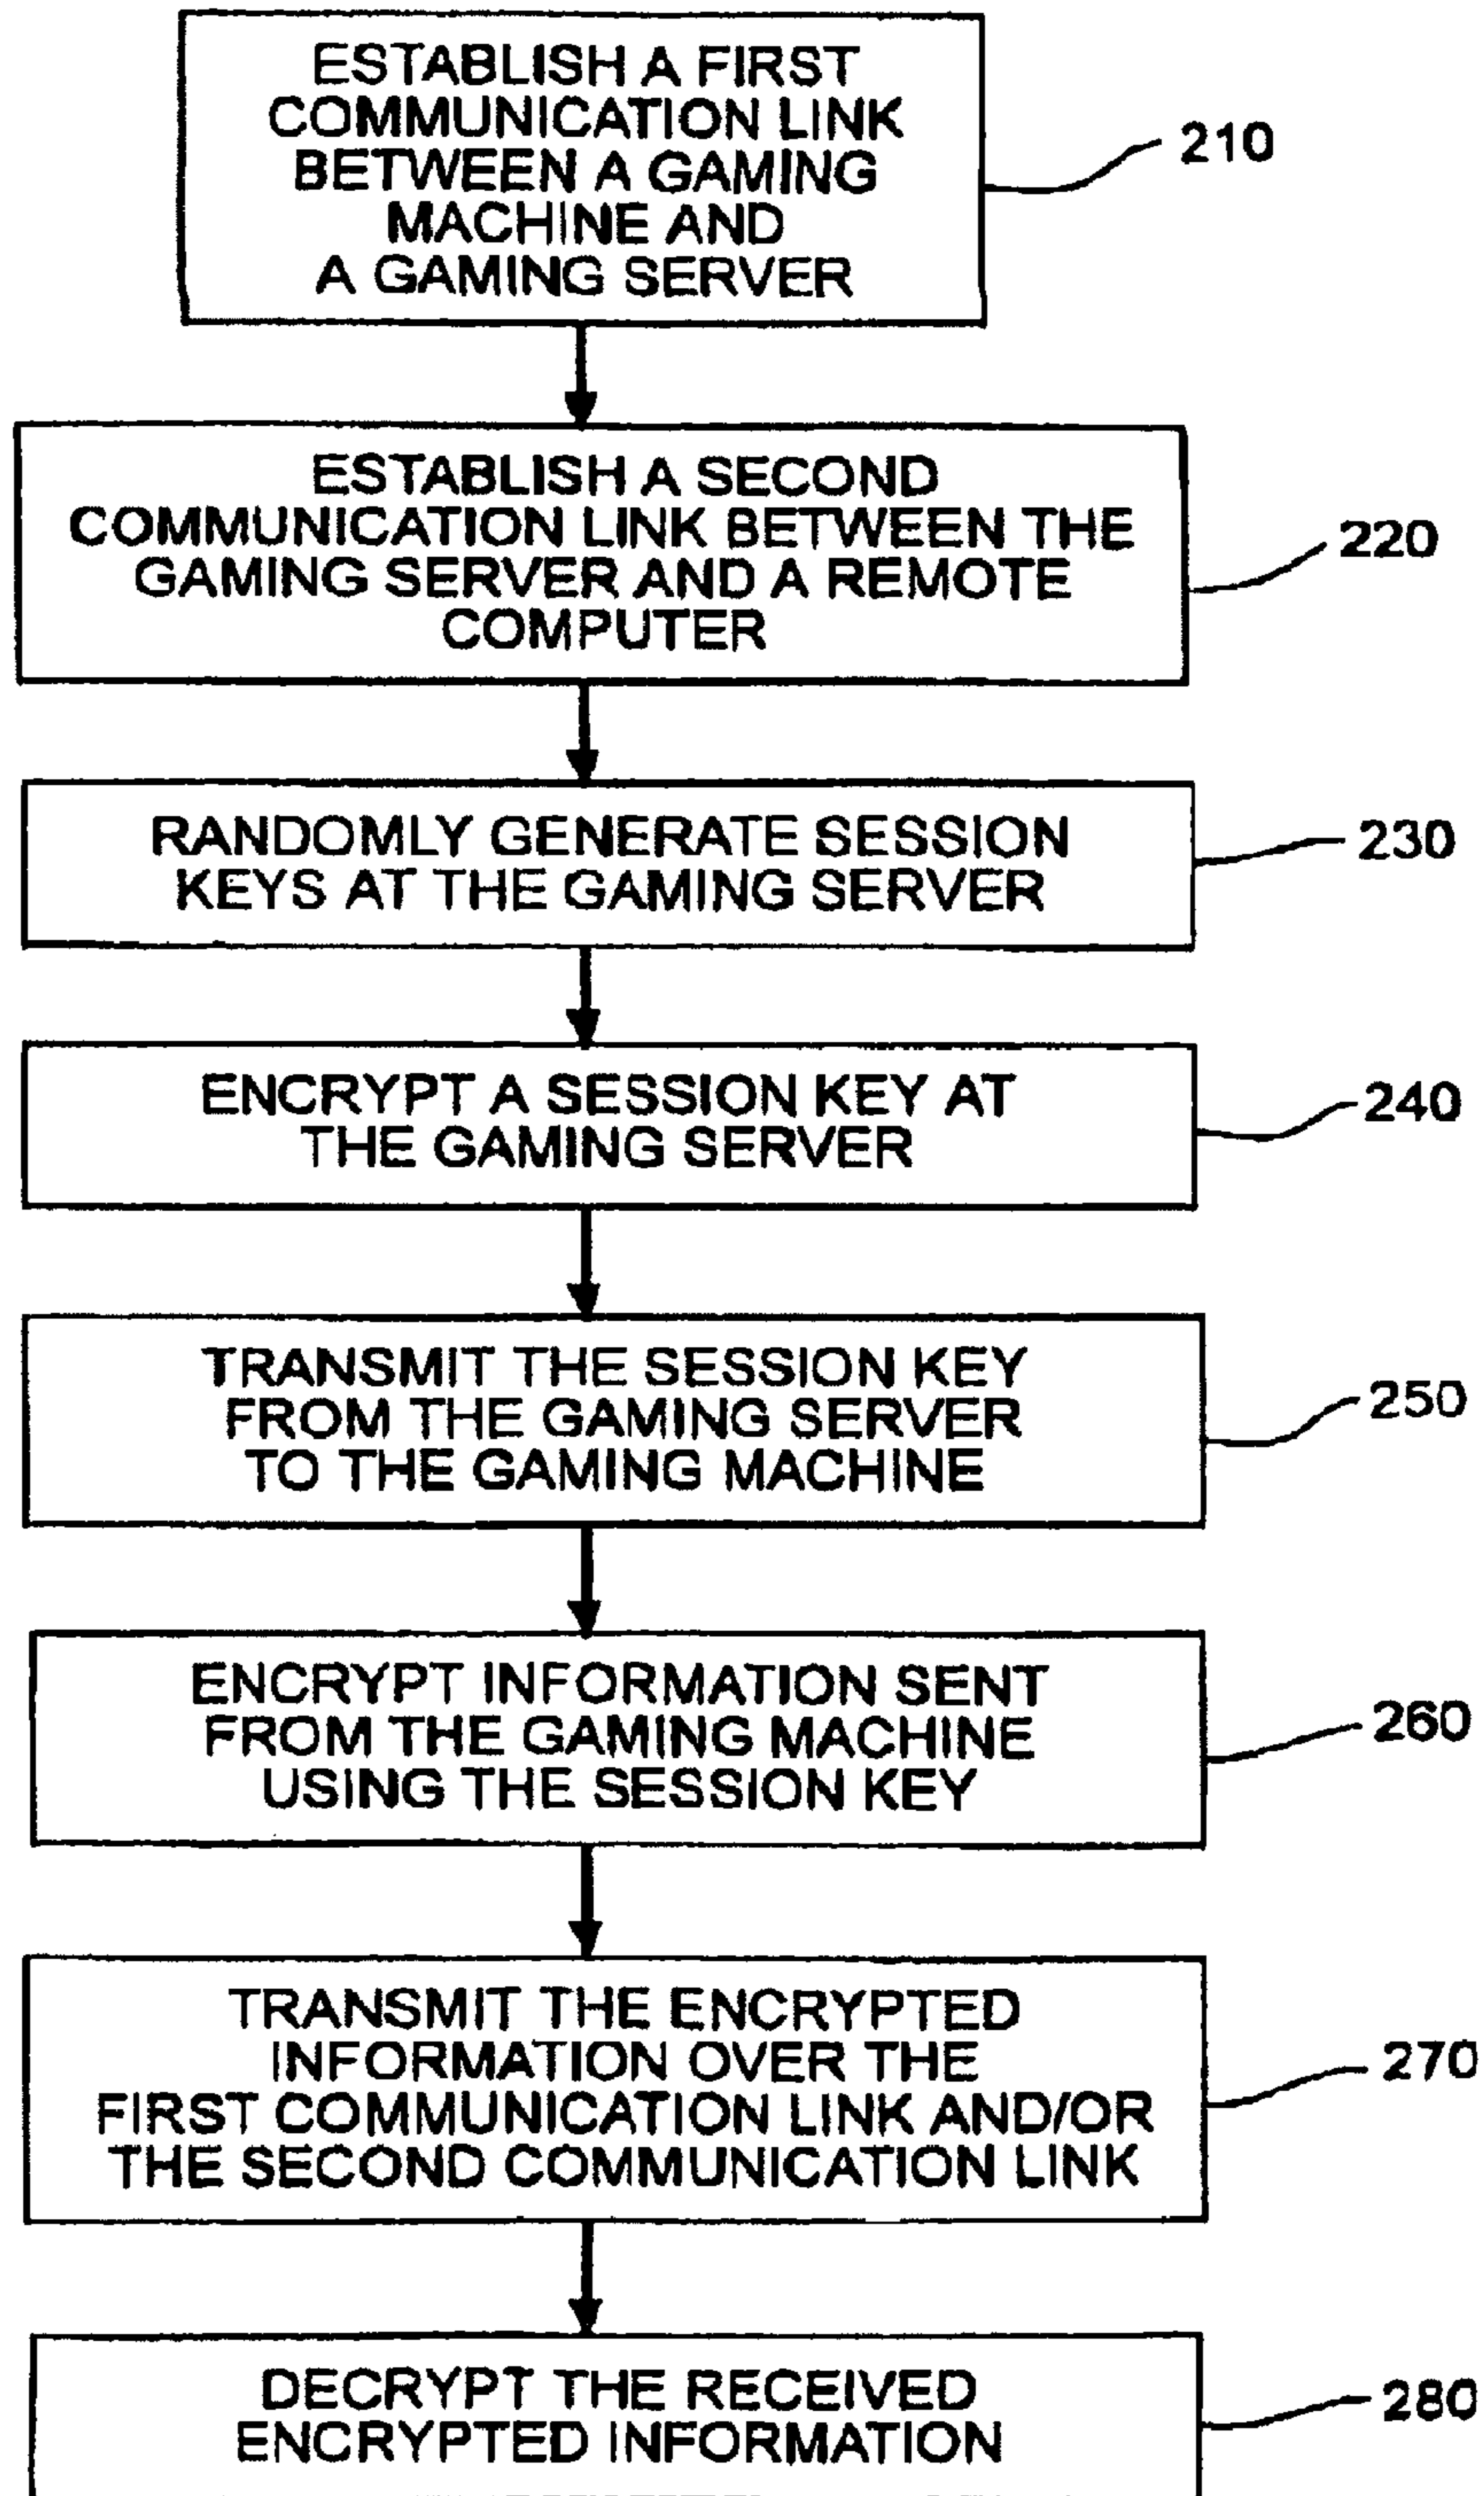 ESTABLISH A FIRST
COMMUNICATION LINK
BETWEEN A GAMING
MACHINE AND
A GAMING SERVER
210
ESTABLISH A SECOND
COMMUNICATION LINK BETWEEN THE
GAMING SERVER AND A REMOTE
COMPUTER
220
RANDOMLY GENERATE SESSION
KEYS AT THE GAMING SERVER
230
ENCRYPT A SESSION KEY AT
THE GAMING SERVER
240
TRANSMIT THE SESSION KEY
FROM THE GAMING SERVER
TO THE GAMING MACHINE
250
ENCRYPT INFORMATION SENT
FROM THE GAMING MACHINE
USING THE SESSION KEY
260
TRANSMIT THE ENCRYPTED
INFORMATION OVER THE
FIRST COMMUNICATION LINK AND/OR
THE SECOND COMMUNICATION LINK
270
DECRYPT THE RECEIVED
ENCRYPTED INFORMATION
280